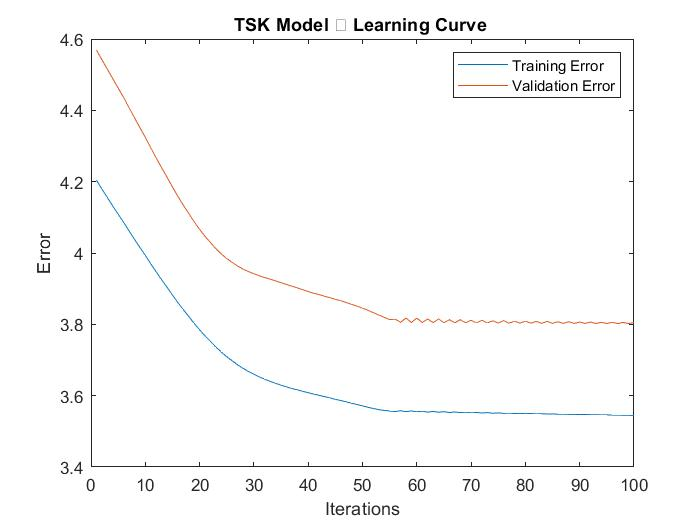 TSK Model □ Learning Curve
Training Error
Validation Error
4.6
4.4
4.2
4
3.8
3.6
3.4
Error
0 10 20 30 40 50 60 70 80 90 100
Iterations